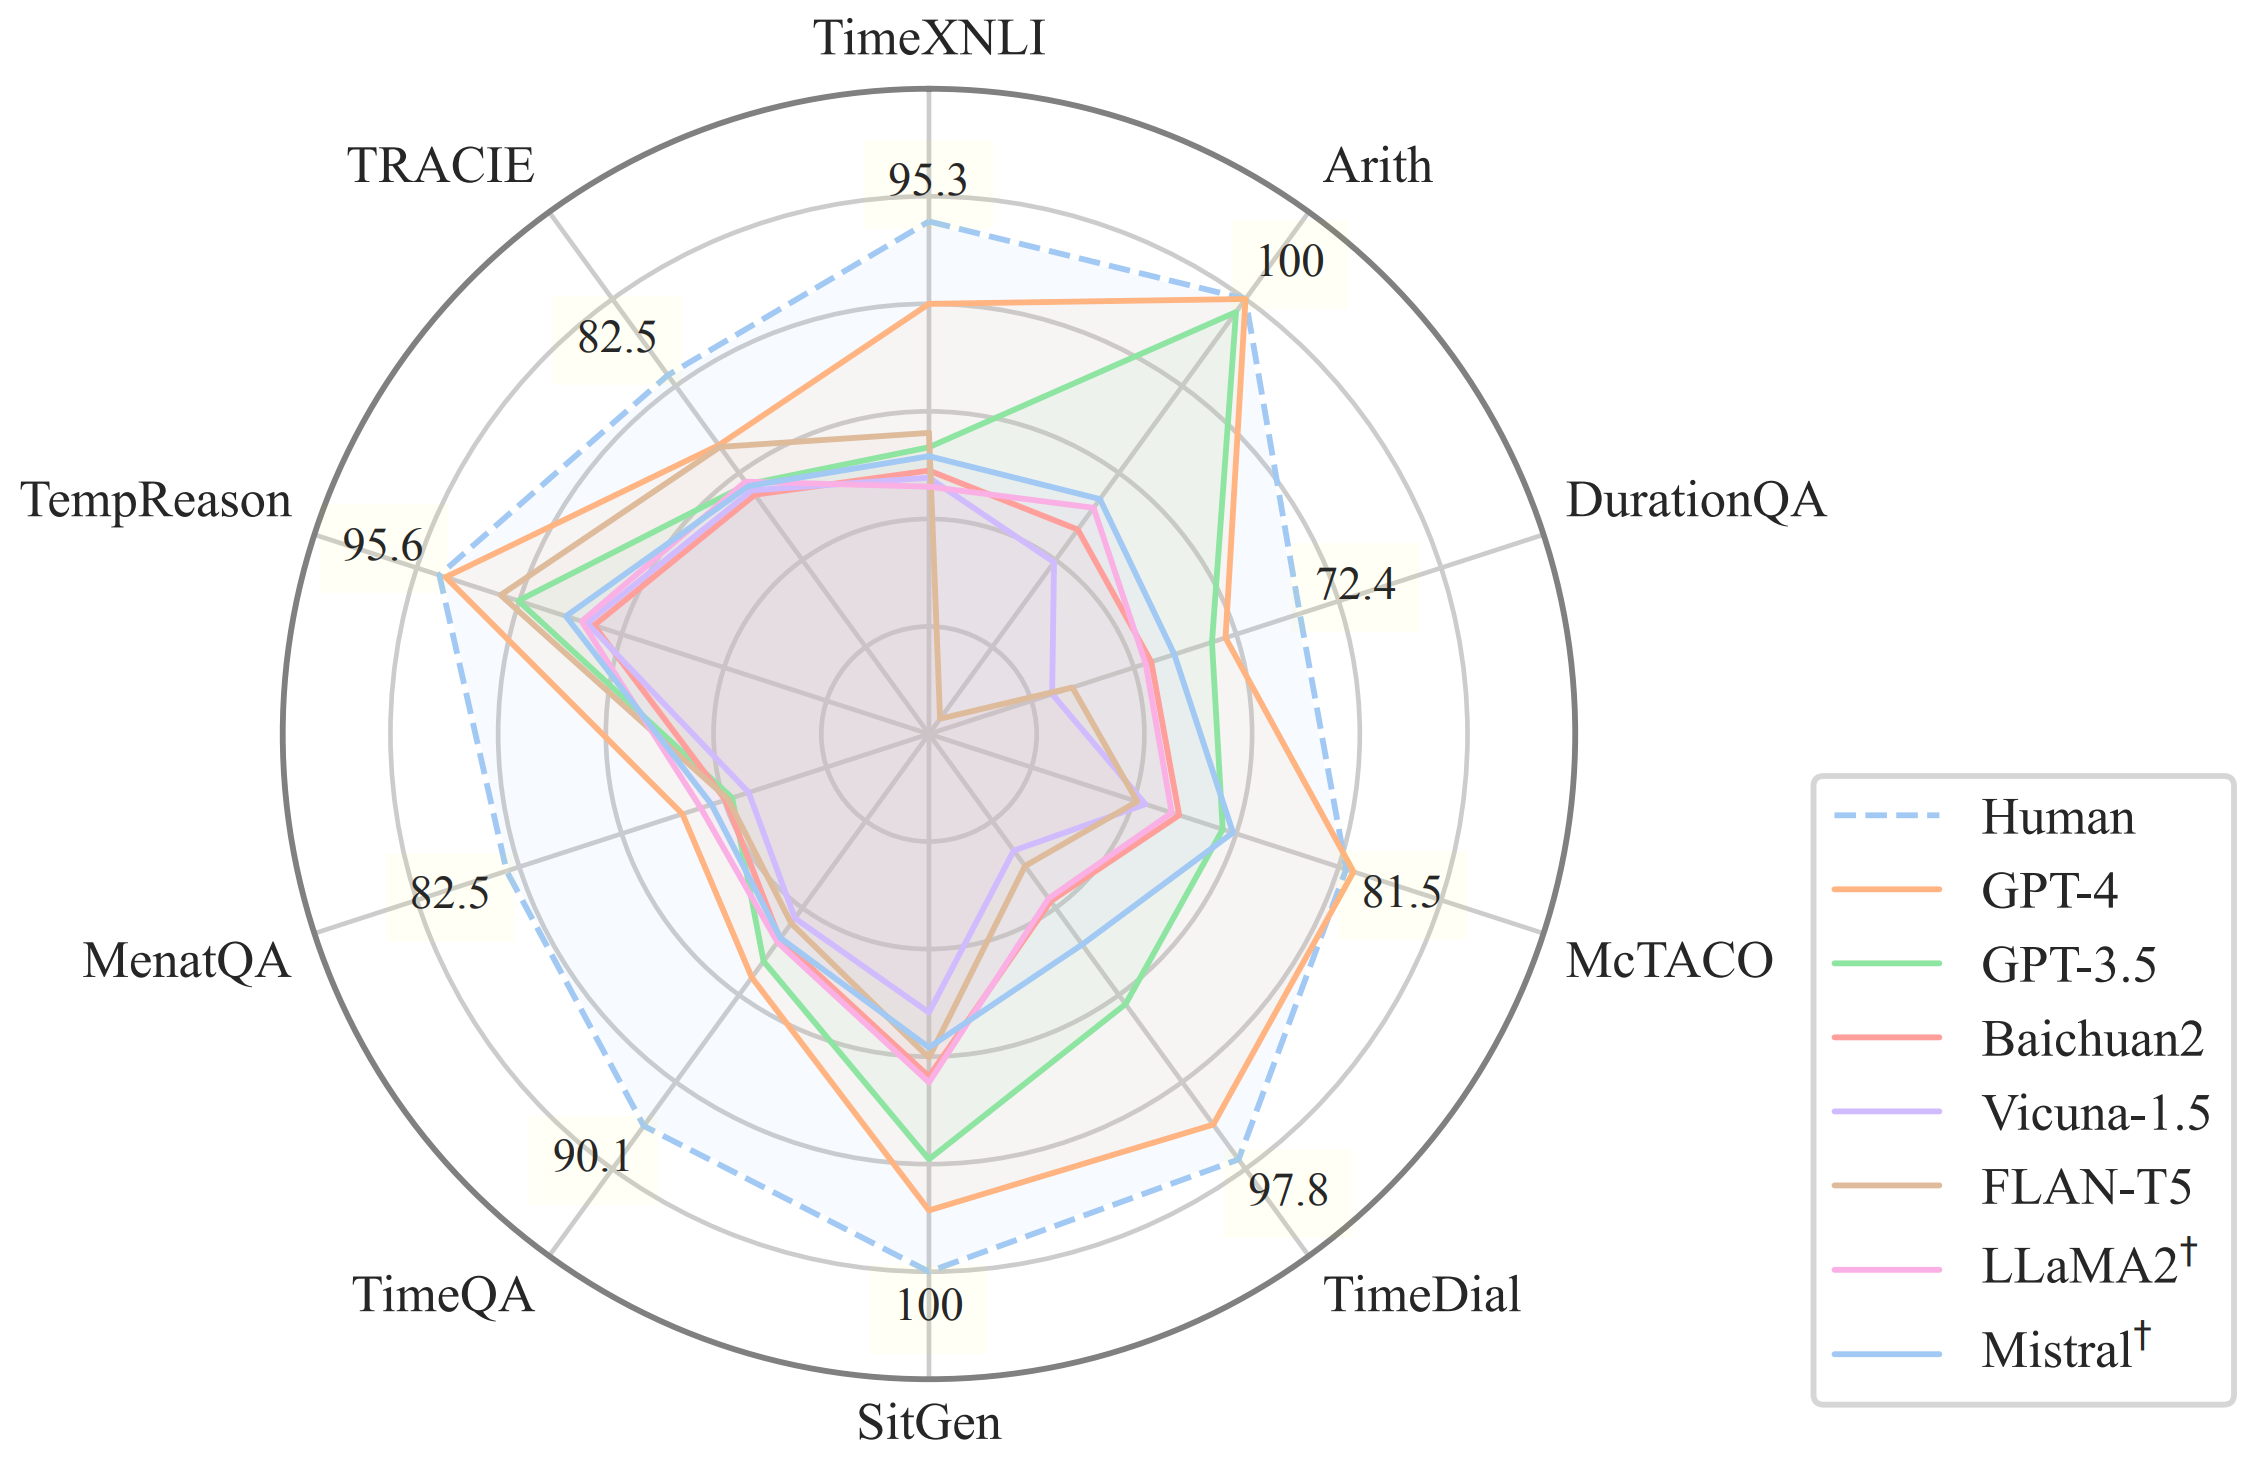 TimeXNLI
TRACIE
Arith
95.3
100
82.5
TempReason
DurationQA
95.6
72.4
MenatQA
82.5
81.5
McTACO
90.1
97.8
TimeQA
100
TimeDial
SitGen
Human
GPT-4
GPT-3.5
Baichuan2
Vicuna-1.5
FLAN-T5
LLaMA2†
Mistral†